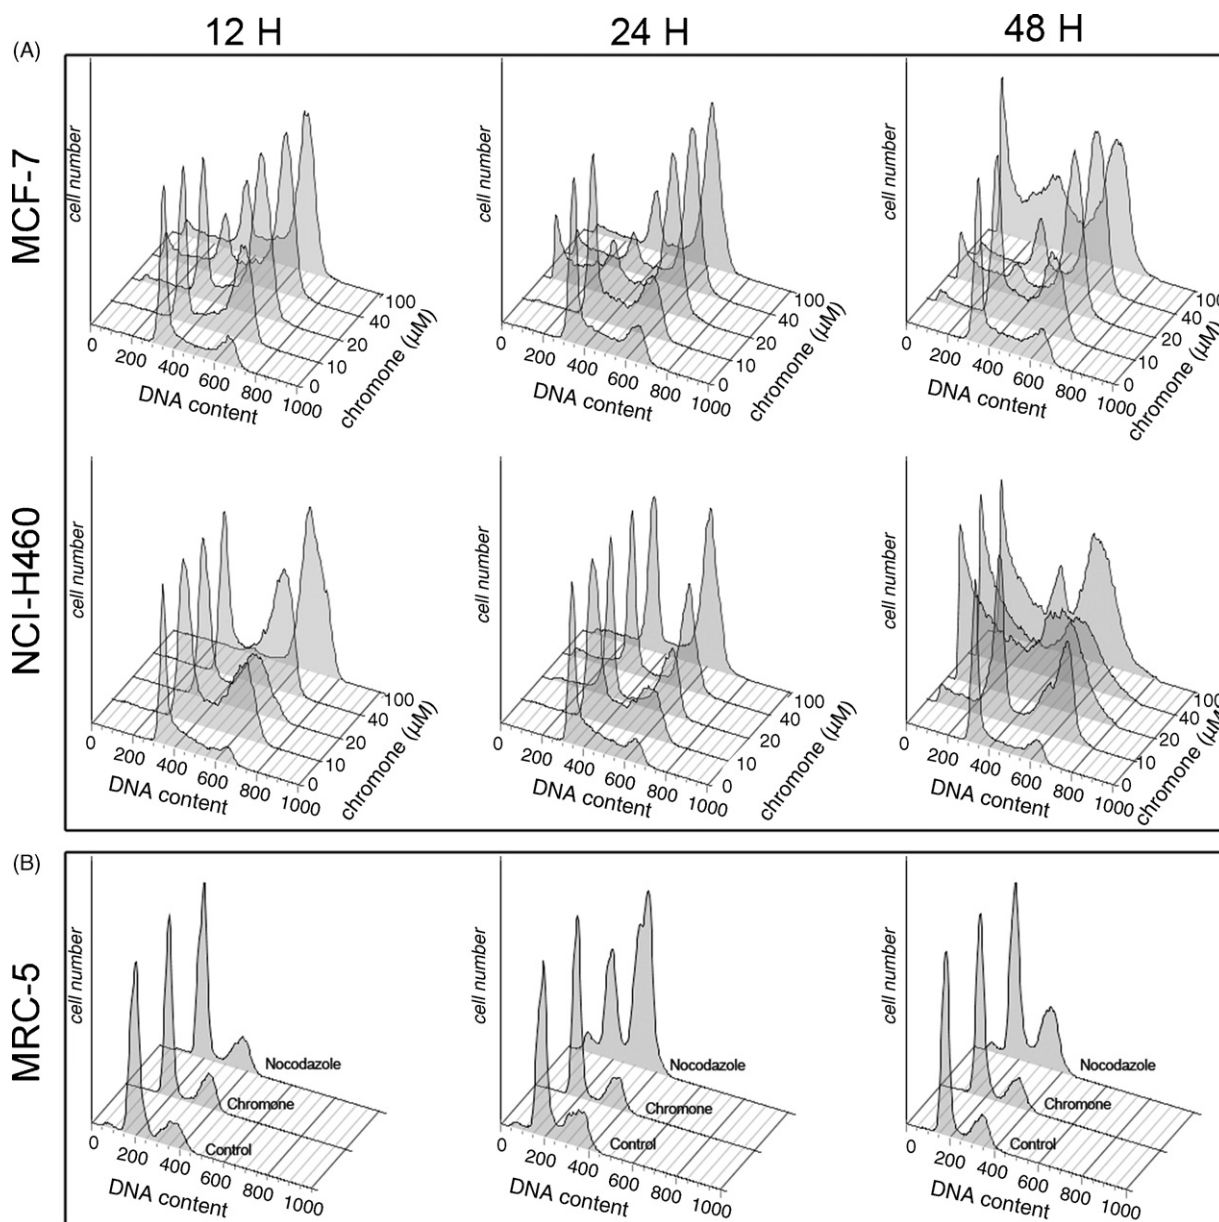 12 H 24 H 48 H
(A)
MCF-7
cell number
0 200 400 600 800 1000
DNA content
0 10 20 40 100
chromone (µM)
cell number
0 200 400 600 800 1000
DNA content
0 10 20 40 100
chromone (µM)
cell number
0 200 400 600 800 1000
DNA content
0 10 20 40 100
chromone (µM)
NCI-H460
cell number
0 200 400 600 800 1000
DNA content
0 10 20 40 100
chromone (µM)
cell number
0 200 400 600 800 1000
DNA content
0 10 20 40 100
chromone (µM)
cell number
0 200 400 600 800 1000
DNA content
0 10 20 40 100
chromone (µM)
(B)
MRC-5
cell number
Nocodazole
Chromone
Control
0 200 400 600 800 1000
DNA content
cell number
Nocodazole
Chromone
Control
0 200 400 600 800 1000
DNA content
cell number
Nocodazole
Chromone
Control
0 200 400 600 800 1000
DNA content